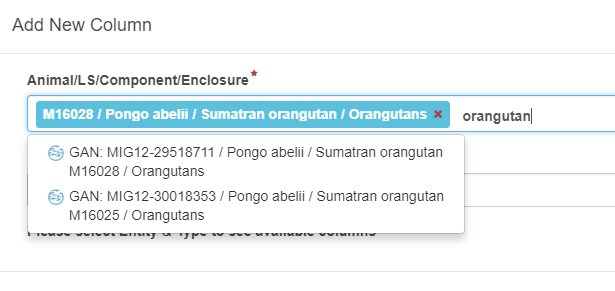 Add New Column
Animal/LS/Component/Enclosure*
M16028 / Pongo abelii / Sumatran orangutan / Orangutans × orangutan
GAN: MIG12-29518711 / Pongo abelii / Sumatran orangutan
M16028 / Orangutans
GAN: MIG12-30018353 / Pongo abelii / Sumatran orangutan
M16025 / Orangutans
Please select Entity & Type to see available columns